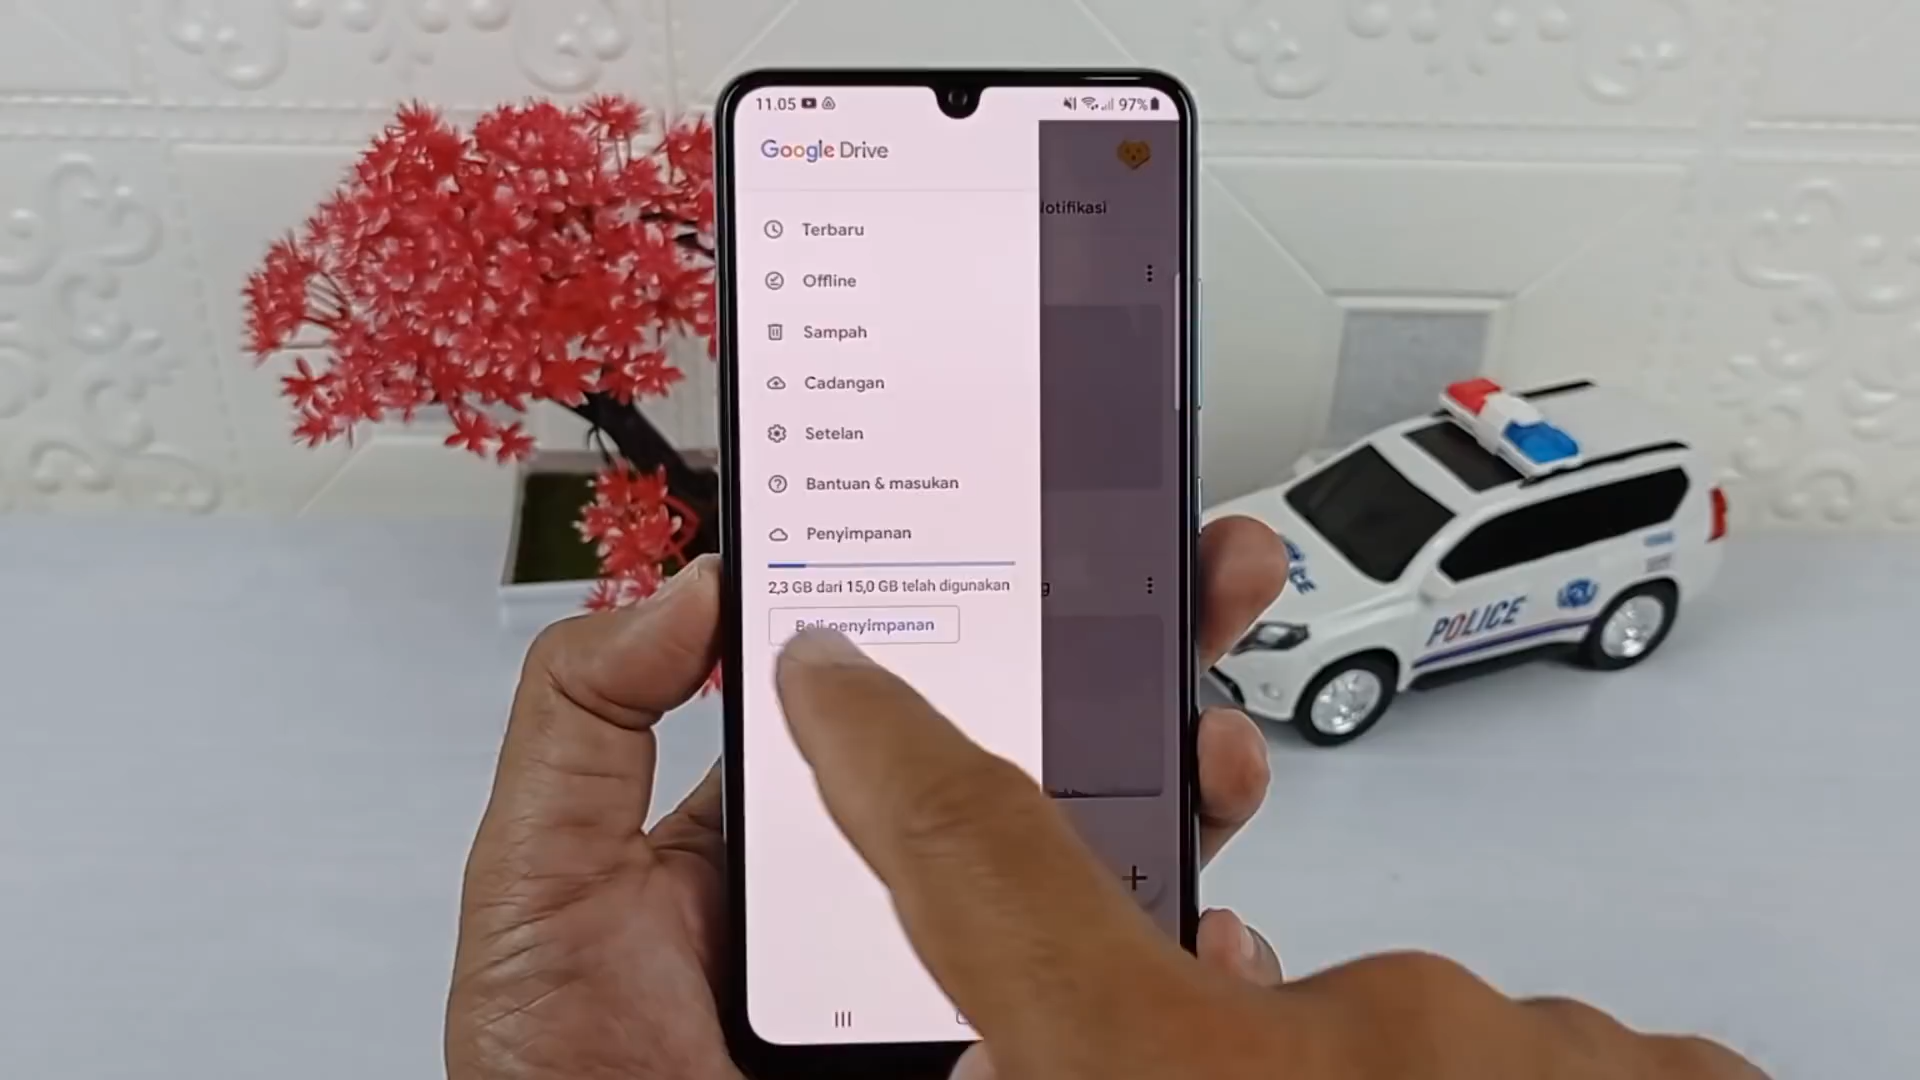 11.05 97%
Google Drive
Notifikasi
Terbaru
Offline
Sampah
Cadangan
Setelan
Bantuan & masukan
Penyimpanan
2,3 GB dari 15,0 GB telah digunakan
g
Beli penyimpanan
POLICE